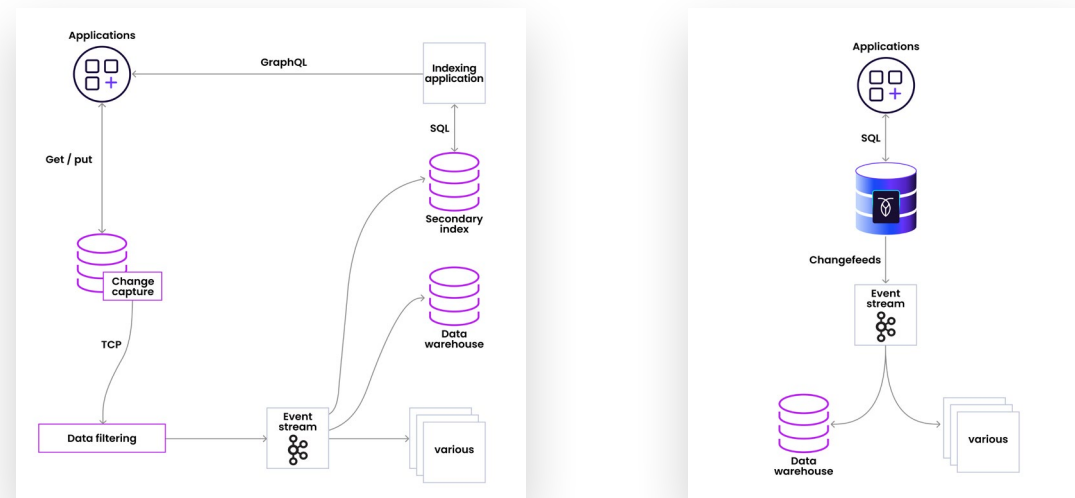 Applications
GraphQL
Indexing
application
SQL
Get / put
Secondary
index
Change
capture
Data
warehouse
TCP
Data filtering
Event
stream
various
Applications
SQL
Changefeeds
Event
stream
Data
warehouse
various